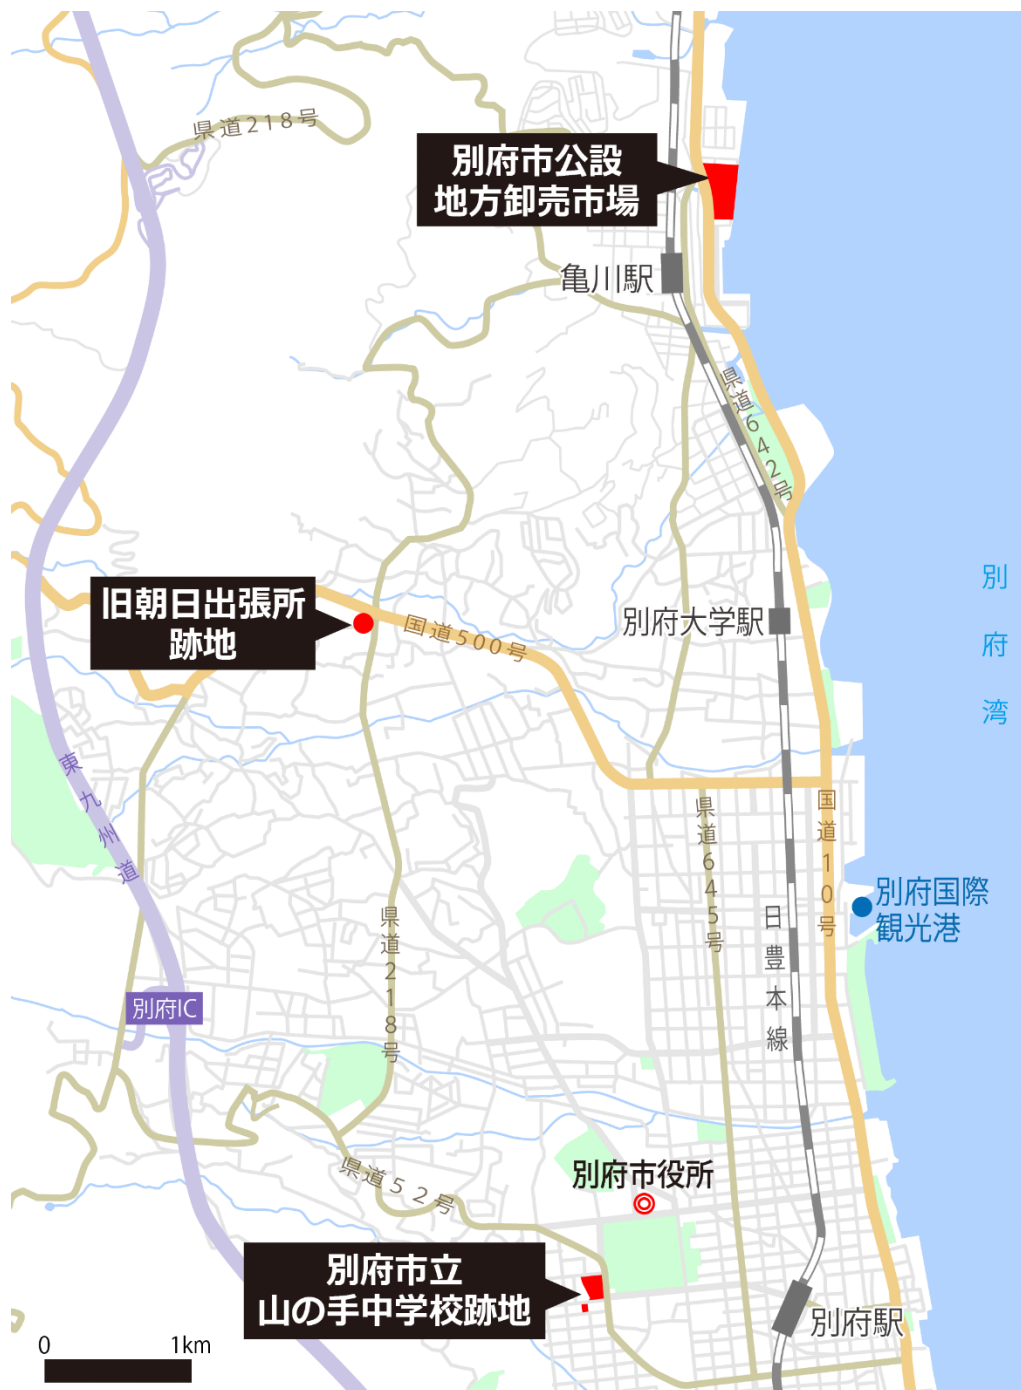 県道218号
別府市公設
地方卸売市場
亀川駅
県道642号
別府湾
旧朝日出張所
跡地
国道500号
別府大学駅
東九州道
県道645号
国道10号
別府国際
観光港
日豊本線
県道218号
別府IC
別府市役所
県道52号
別府市立
山の手中学校跡地
別府駅
0 1km